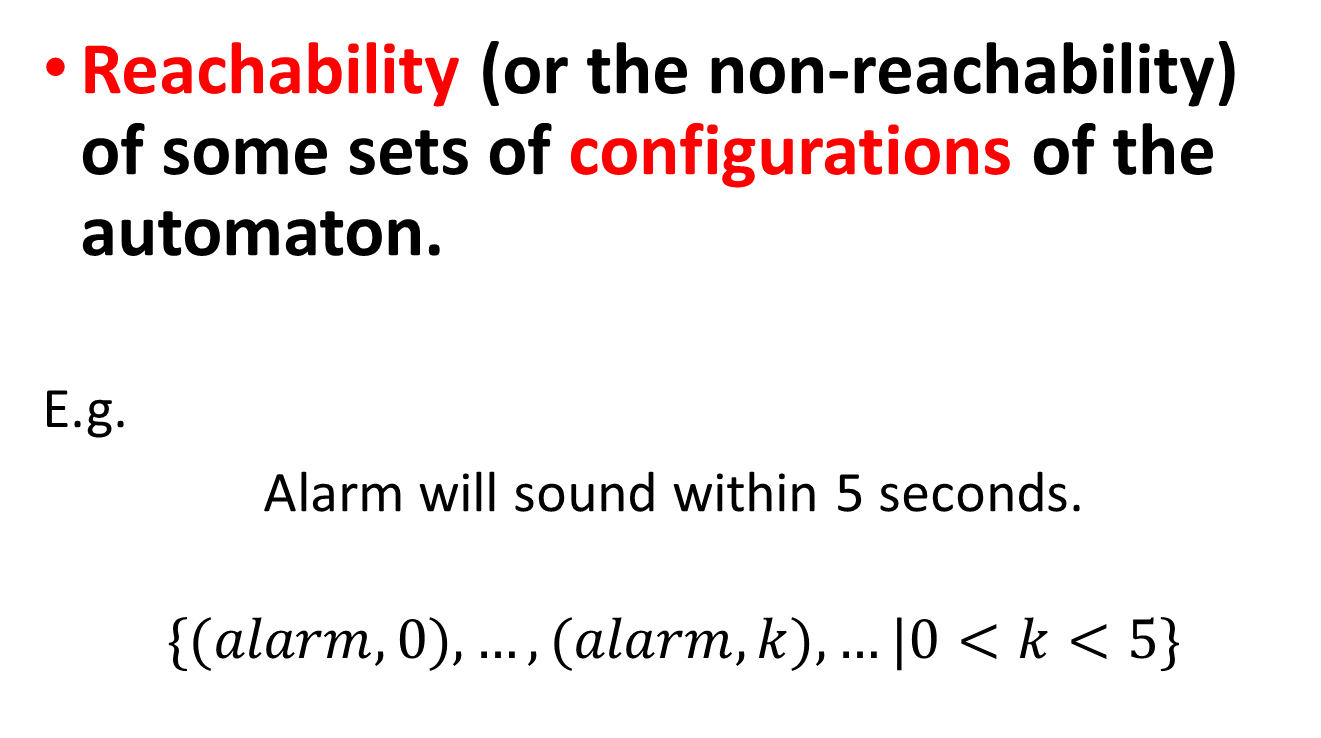 • Reachability (or the non-reachability)
of some sets of configurations of the
automaton.
E.g.
Alarm will sound within 5 seconds.
{(𝑎𝑙𝑎𝑟𝑚, 0), … , (𝑎𝑙𝑎𝑟𝑚, 𝑘), … |0 < 𝑘 < 5}